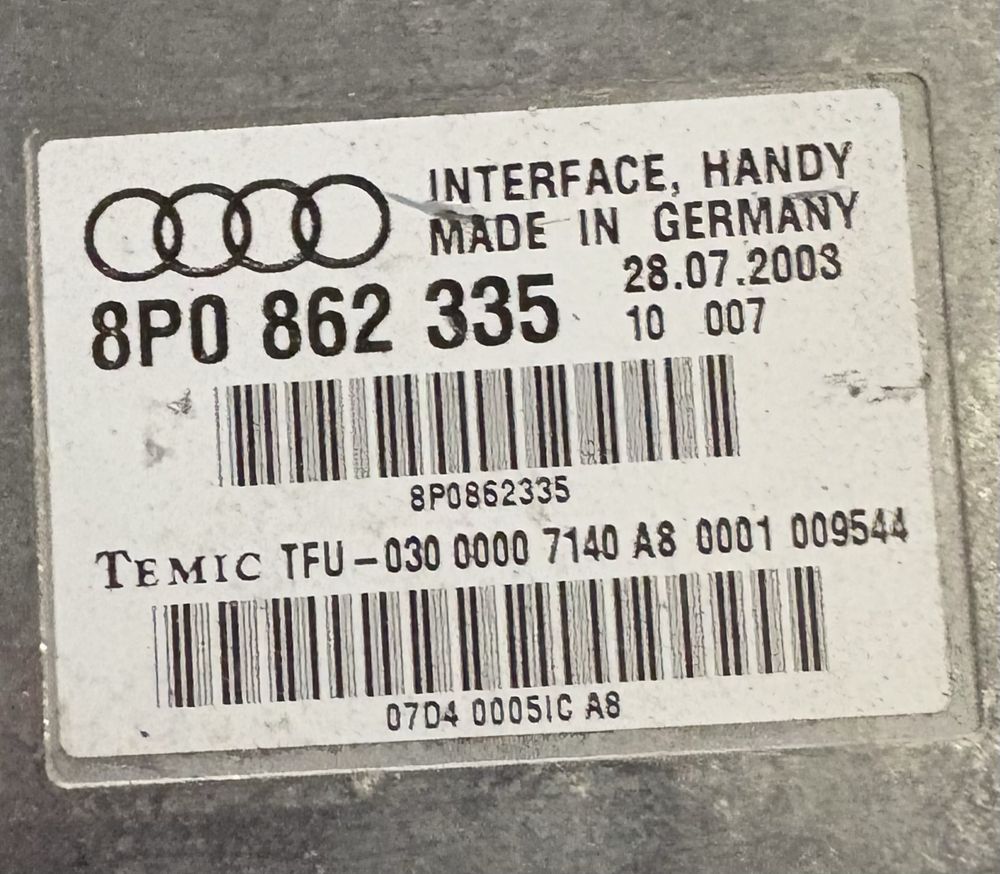 INTERFACE, HANDY
MADE IN GERMANY
8P0 862 335
28.07.2003
10 007
8P0862335
TEMIC TFU-030 0000 7140 A8 0001 009544
07D4 00051C A8